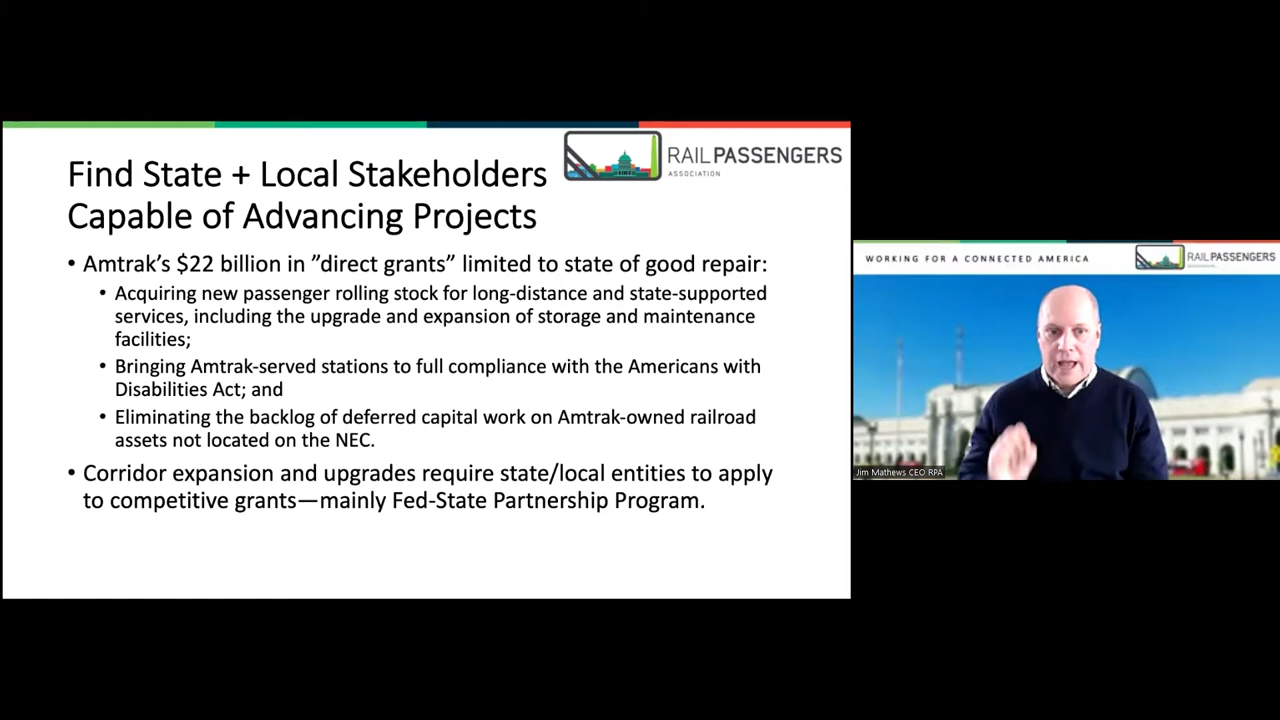 Find State + Local Stakeholders
Capable of Advancing Projects
RAILPASSENGERS
ASSOCIATION
• Amtrak’s $22 billion in ”direct grants” limited to state of good repair:
• Acquiring new passenger rolling stock for long-distance and state-supported
services, including the upgrade and expansion of storage and maintenance
facilities;
• Bringing Amtrak-served stations to full compliance with the Americans with
Disabilities Act; and
• Eliminating the backlog of deferred capital work on Amtrak-owned railroad
assets not located on the NEC.
• Corridor expansion and upgrades require state/local entities to apply
to competitive grants—mainly Fed-State Partnership Program.
WORKING FOR A CONNECTED AMERICA
RAILPASSENGERS
Jim Mathews CEO RPA